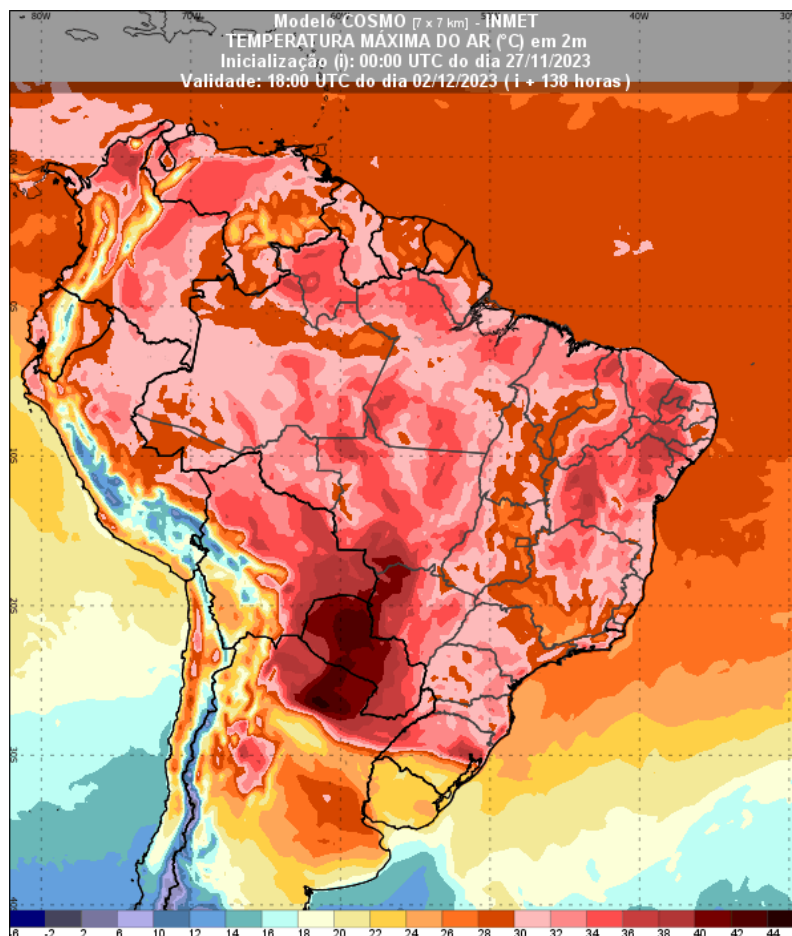 80W 70W 60W 50W 40W 30W
Modelo COSMO [7 x 7 km] - INMET
TEMPERATURA MÁXIMA DO AR (°C) em 2m
Inicialização (i): 00:00 UTC do dia 27/11/2023
Validade: 18:00 UTC do dia 02/12/2023 ( i + 138 horas )
10S
20S
30S
-6 -2 2 6 10 12 14 16 18 20 22 24 26 28 30 32 34 36 38 40 42 44